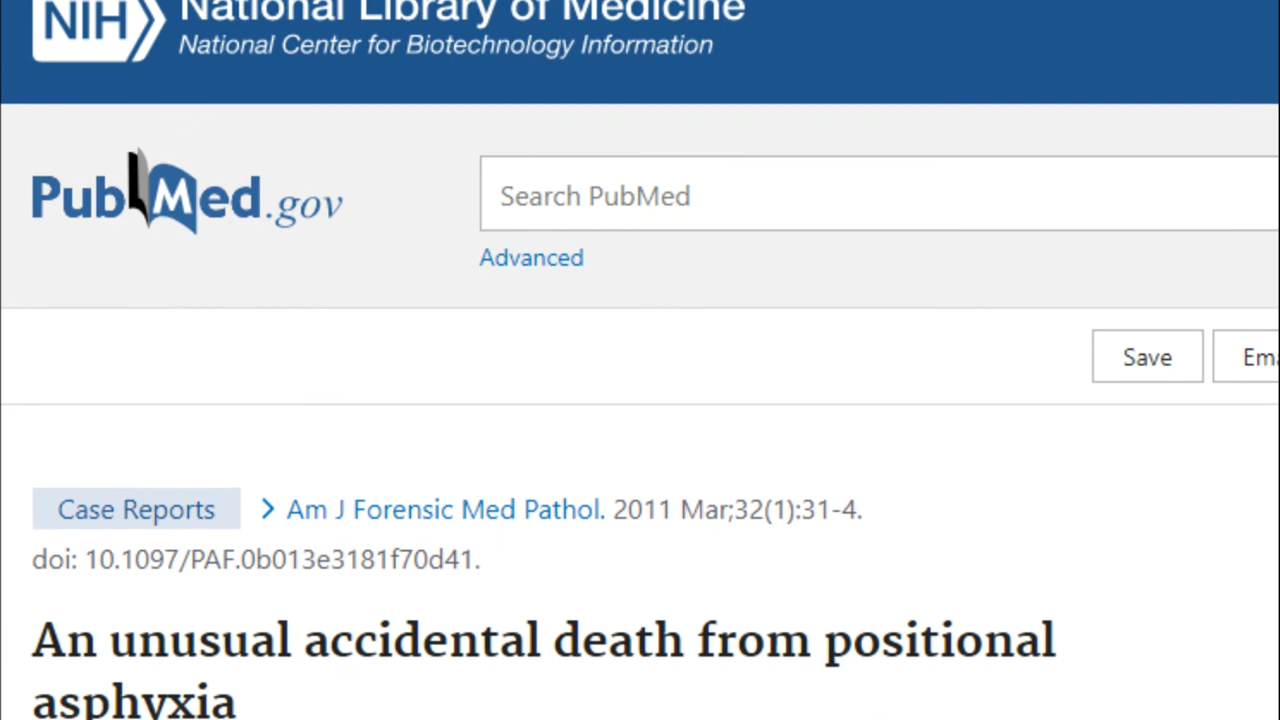 NIH National Library of Medicine
National Center for Biotechnology Information
PubMed.gov
Search PubMed
Advanced
Save
Ema
Case Reports > Am J Forensic Med Pathol. 2011 Mar;32(1):31-4.
doi: 10.1097/PAF.0b013e3181f70d41.
An unusual accidental death from positional
asphyxia